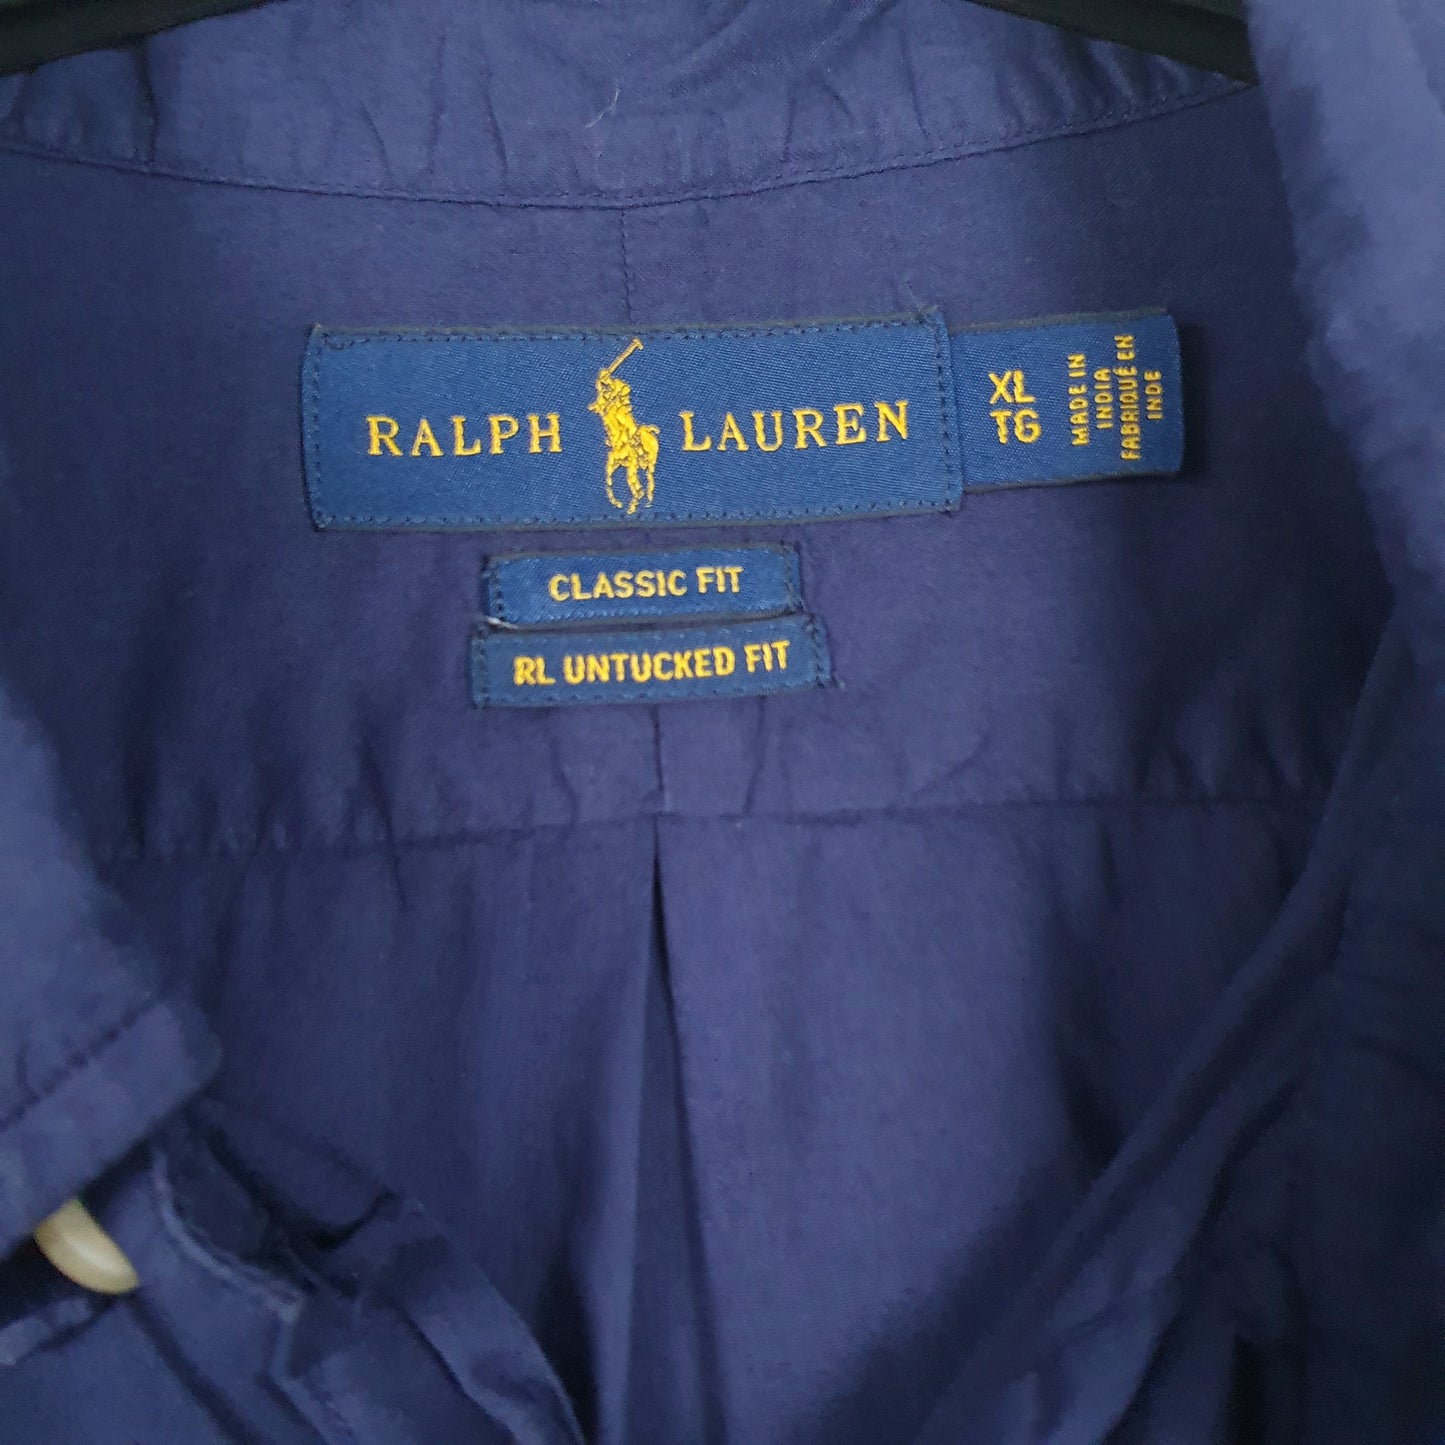 RALPH LAUREN
XL
TG
MADE IN
INDIA
FABRIQUÉ EN
INDE
CLASSIC FIT
RL UNTUCKED FIT